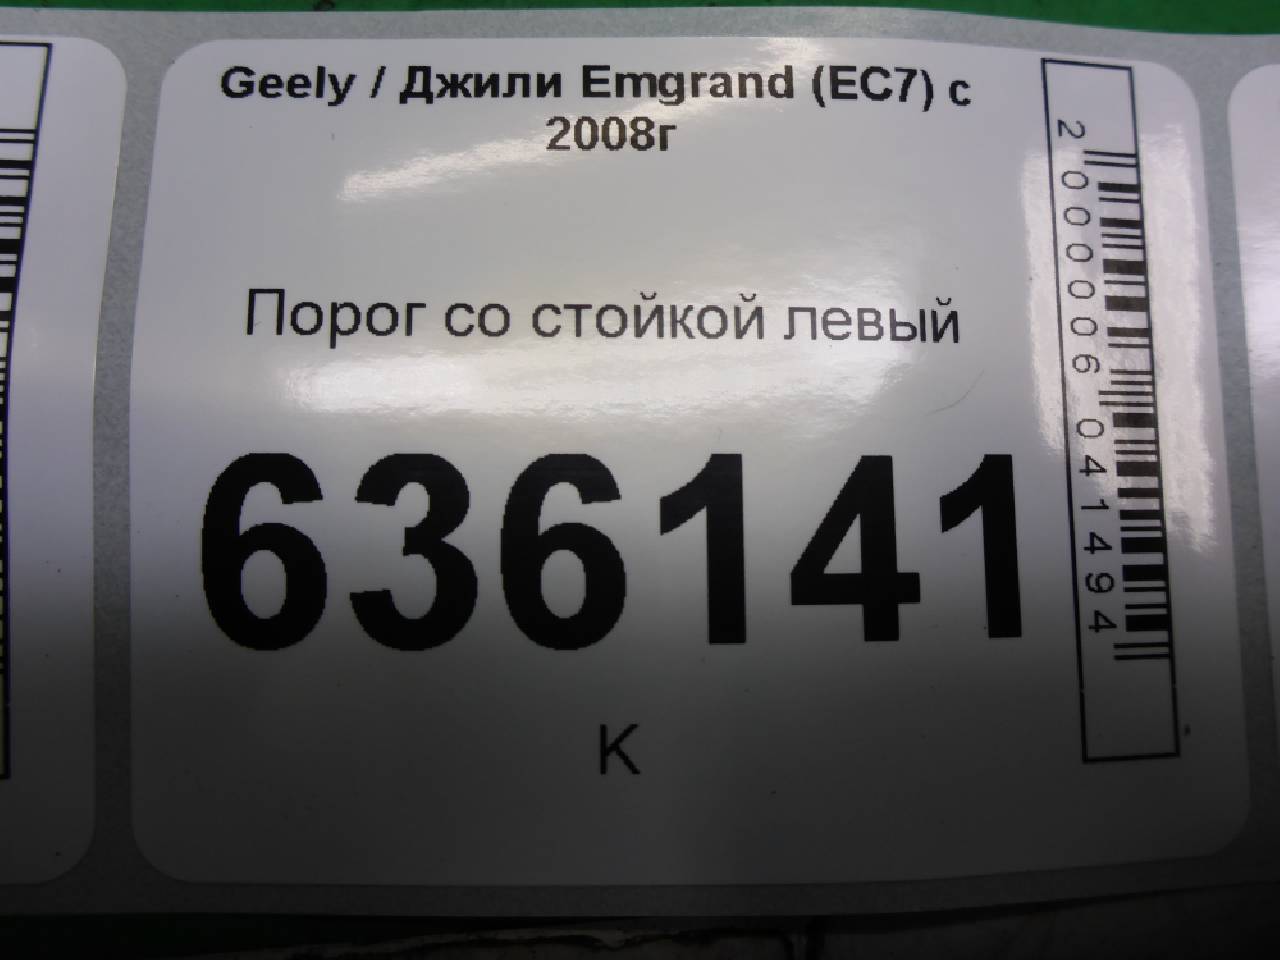 Geely / Джили Emgrand (EC7) с
2008г
Порог со стойкой левый
636141
К
2000006041494